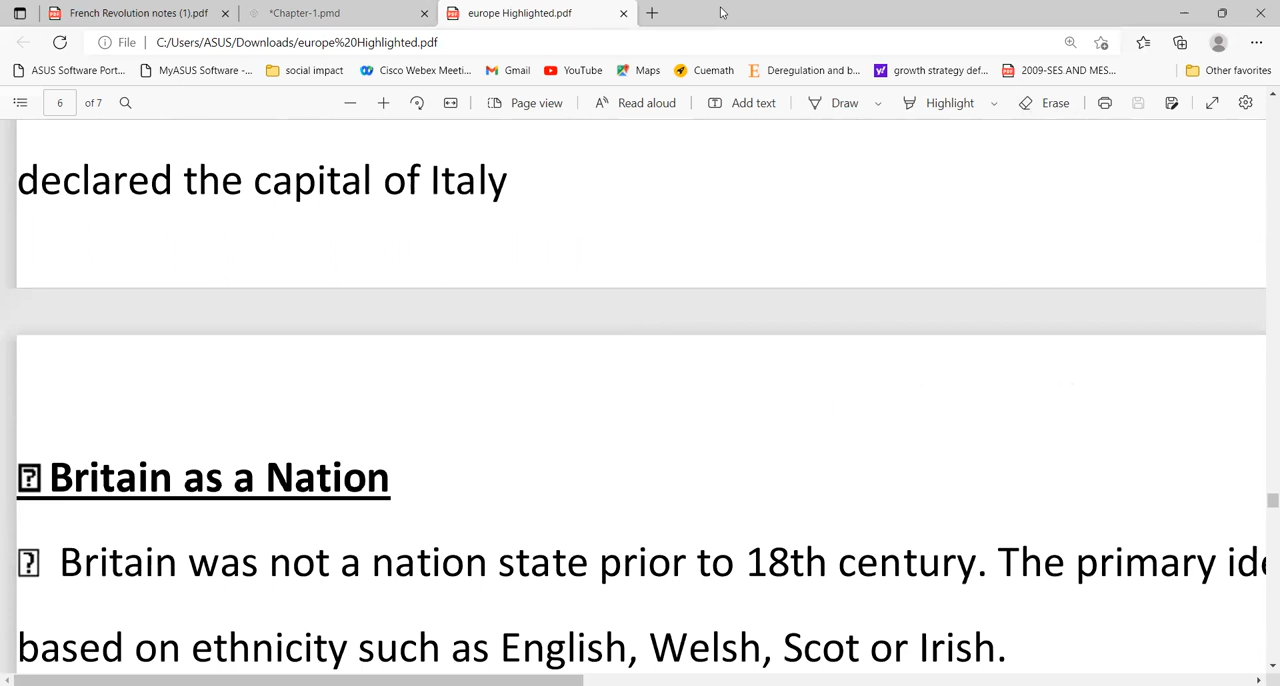 French Revolution notes (1).pdf
*Chapter-1.pmd
europe Highlighted.pdf
File
C:/Users/ASUS/Downloads/europe%20Highlighted.pdf
ASUS Software Port...
MyASUS Software -...
social impact
Cisco Webex Meeti...
Gmail
YouTube
Maps
Cuemath
Deregulation and b...
growth strategy def...
2009-SES AND MES...
Other favorites
6
of 7
Page view
Read aloud
Add text
Draw
Highlight
Erase
declared the capital of Italy
Britain as a Nation
Britain was not a nation state prior to 18th century. The primary ide
based on ethnicity such as English, Welsh, Scot or Irish.